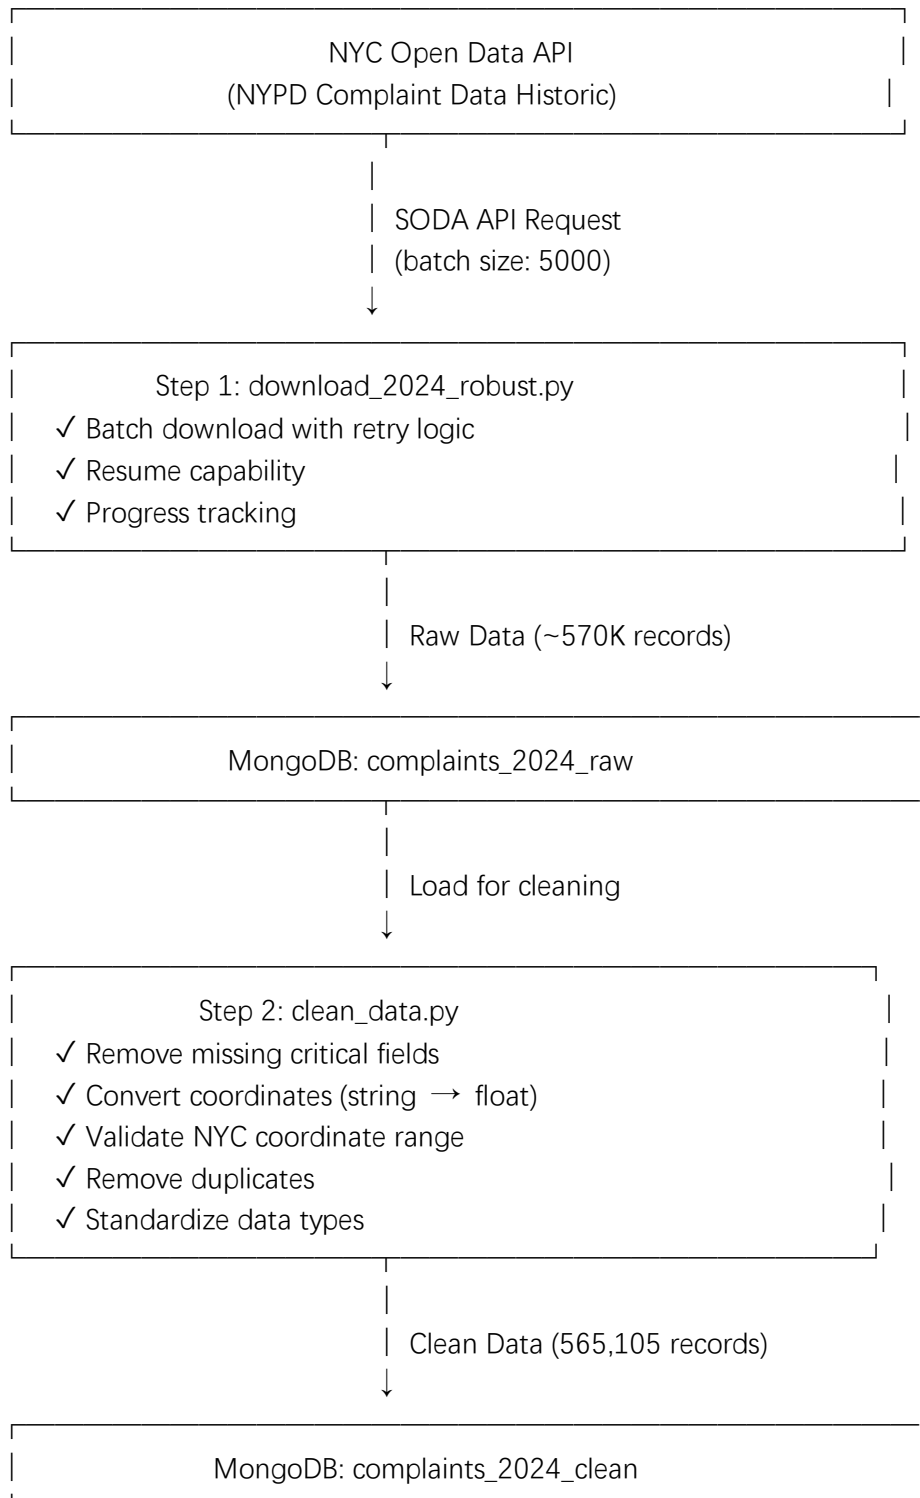 NYC Open Data API
(NYPD Complaint Data Historic)
SODA API Request
(batch size: 5000)
↓
Step 1: download_2024_robust.py
✓ Batch download with retry logic
✓ Resume capability
✓ Progress tracking
Raw Data (~570K records)
↓
MongoDB: complaints_2024_raw
Load for cleaning
↓
Step 2: clean_data.py
✓ Remove missing critical fields
✓ Convert coordinates (string → float)
✓ Validate NYC coordinate range
✓ Remove duplicates
✓ Standardize data types
Clean Data (565,105 records)
↓
MongoDB: complaints_2024_clean